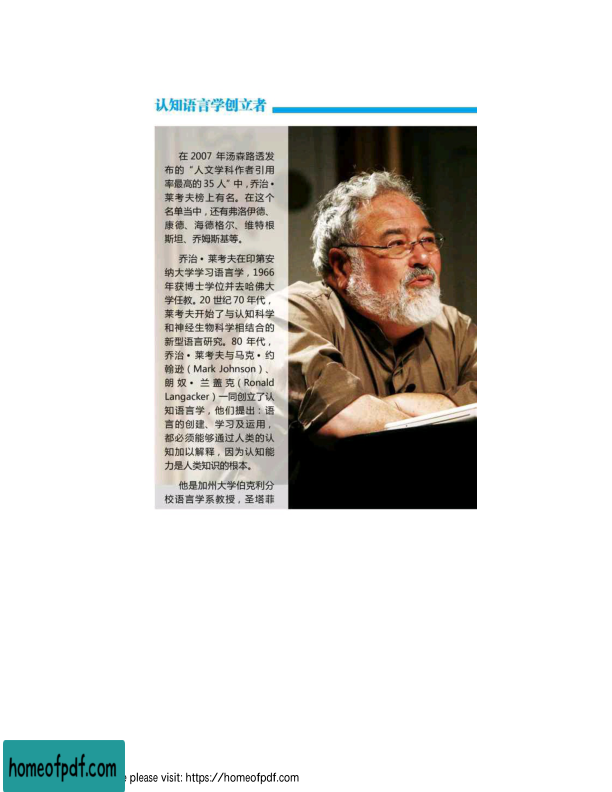 认知语言学创立者
在 2007 年汤森路透发
布的“人文学科作者引用
率最高的 35 人”中，乔治·
莱考夫榜上有名。在这个
名单当中，还有弗洛伊德、
康德、海德格尔、维特根
斯坦、乔姆斯基等。
乔治·莱考夫在印第安
纳大学学习语言学，1966
年获博士学位并去哈佛大
学任教。20 世纪 70 年代，
莱考夫开始了与认知科学
和神经生物科学相结合的
新型语言研究。80 年代，
乔治·莱考夫与马克·约
翰逊（Mark Johnson）、
朗奴·兰盖克（Ronald
Langacker）一同创立了认
知语言学，他们提出：语
言的创建、学习及运用，
都必须能够通过人类的认
知加以解释，因为认知能
力是人类知识的根本。
他是加州大学伯克利分
校语言学系教授，圣塔菲
homeofpdf.com
please visit: https://homeofpdf.com